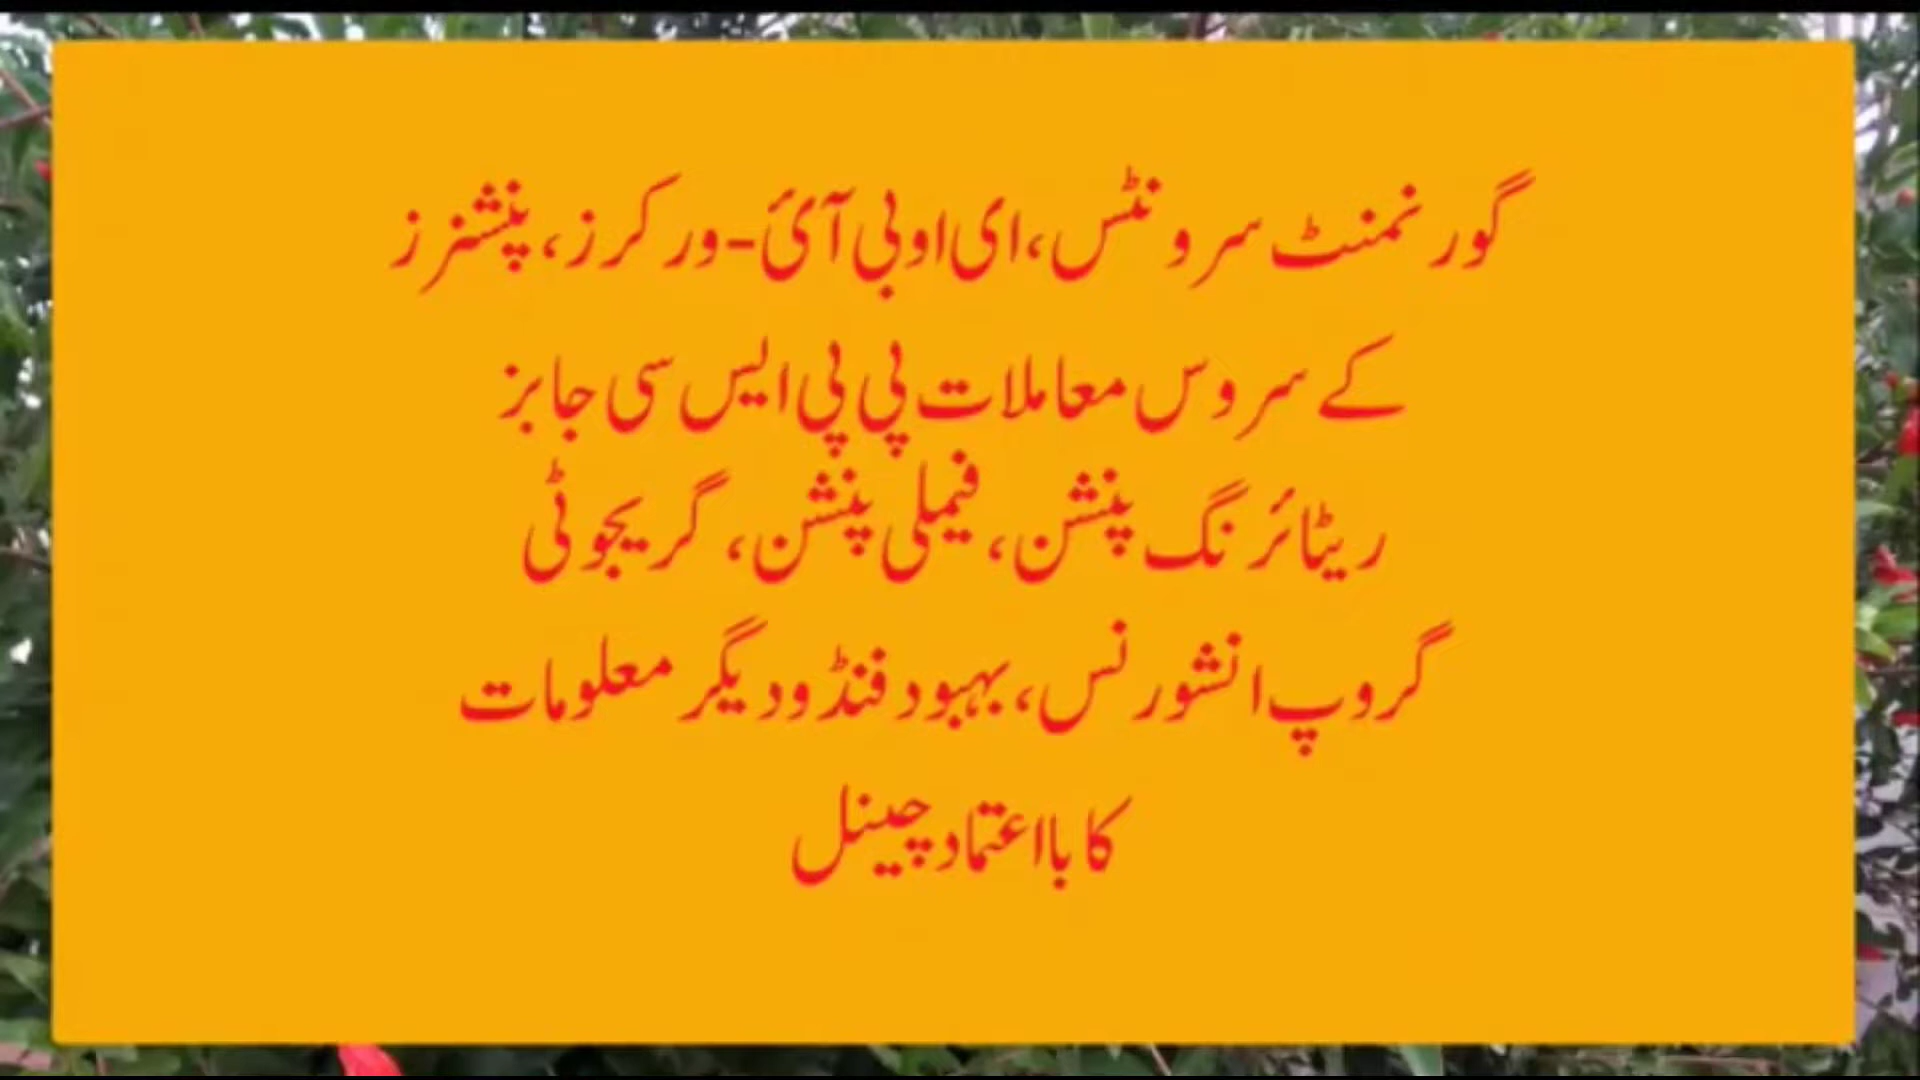 گورنمنٹ سرونٹس، ای او بی آئ-ورکرز، پنشنرز
کے سروس معاملات پی پی ایس سی جابز
ریٹائرنگ پنشن، فیملی پنشن، گریجوٹی
گروپ انشورنس، بہبود فنڈ و دیگر معلومات
کا بااعتماد چینل